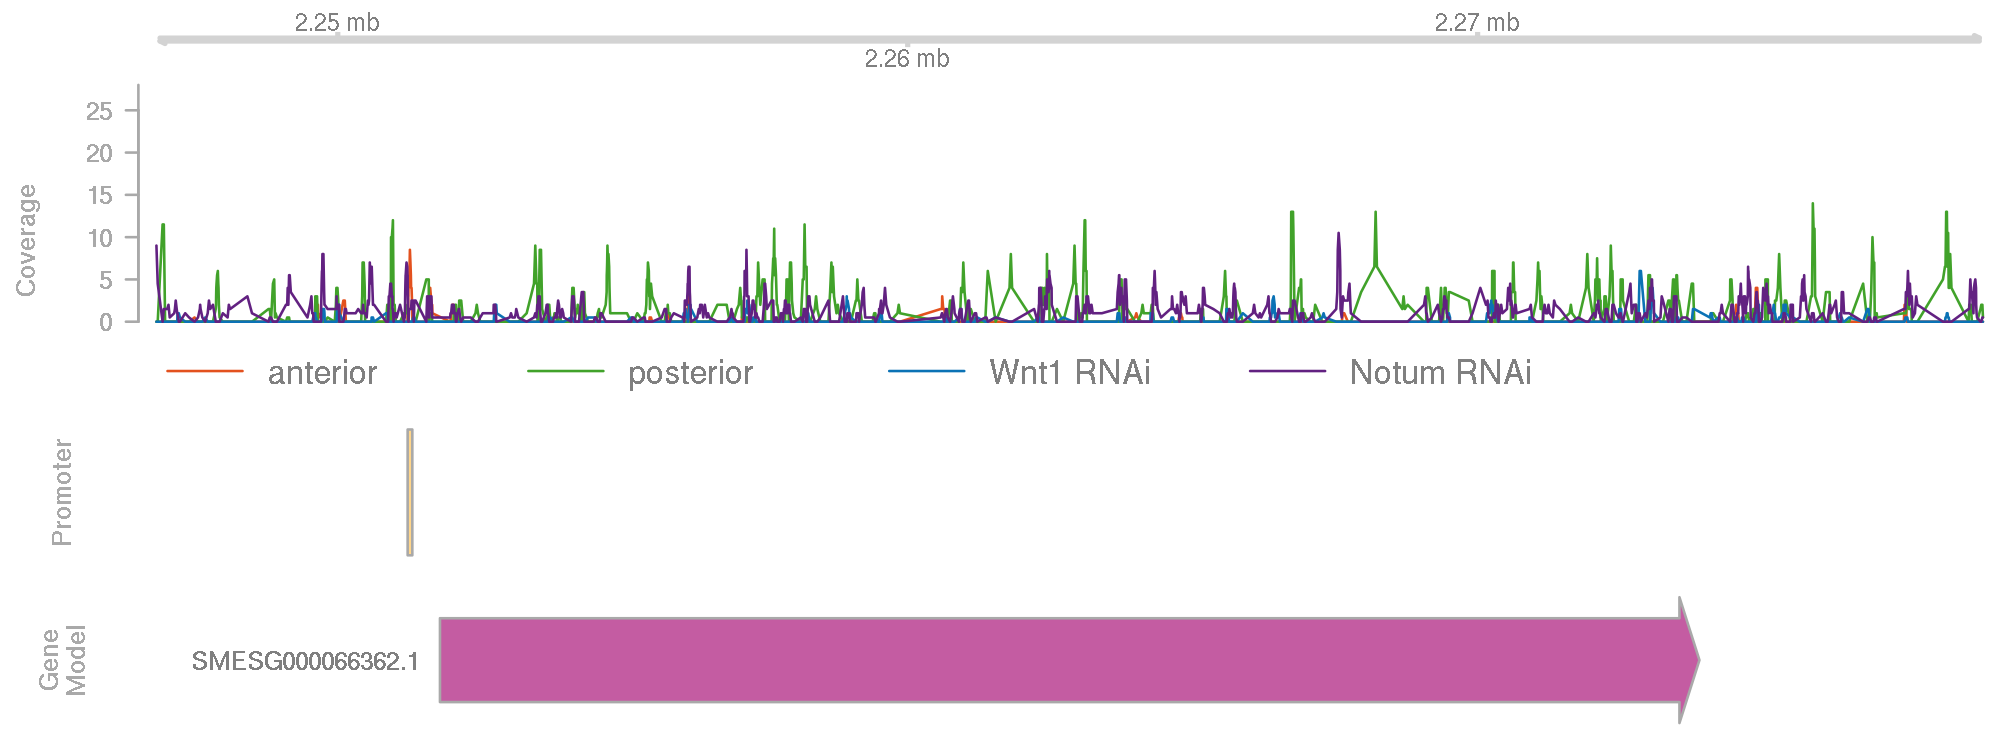 2.25 mb
2.27 mb
2.26 mb
25
20
15
10
5
0
Coverage
anterior
posterior
Wnt1 RNAi
Notum RNAi
Promoter
Gene
Model
SMESG000066362.1